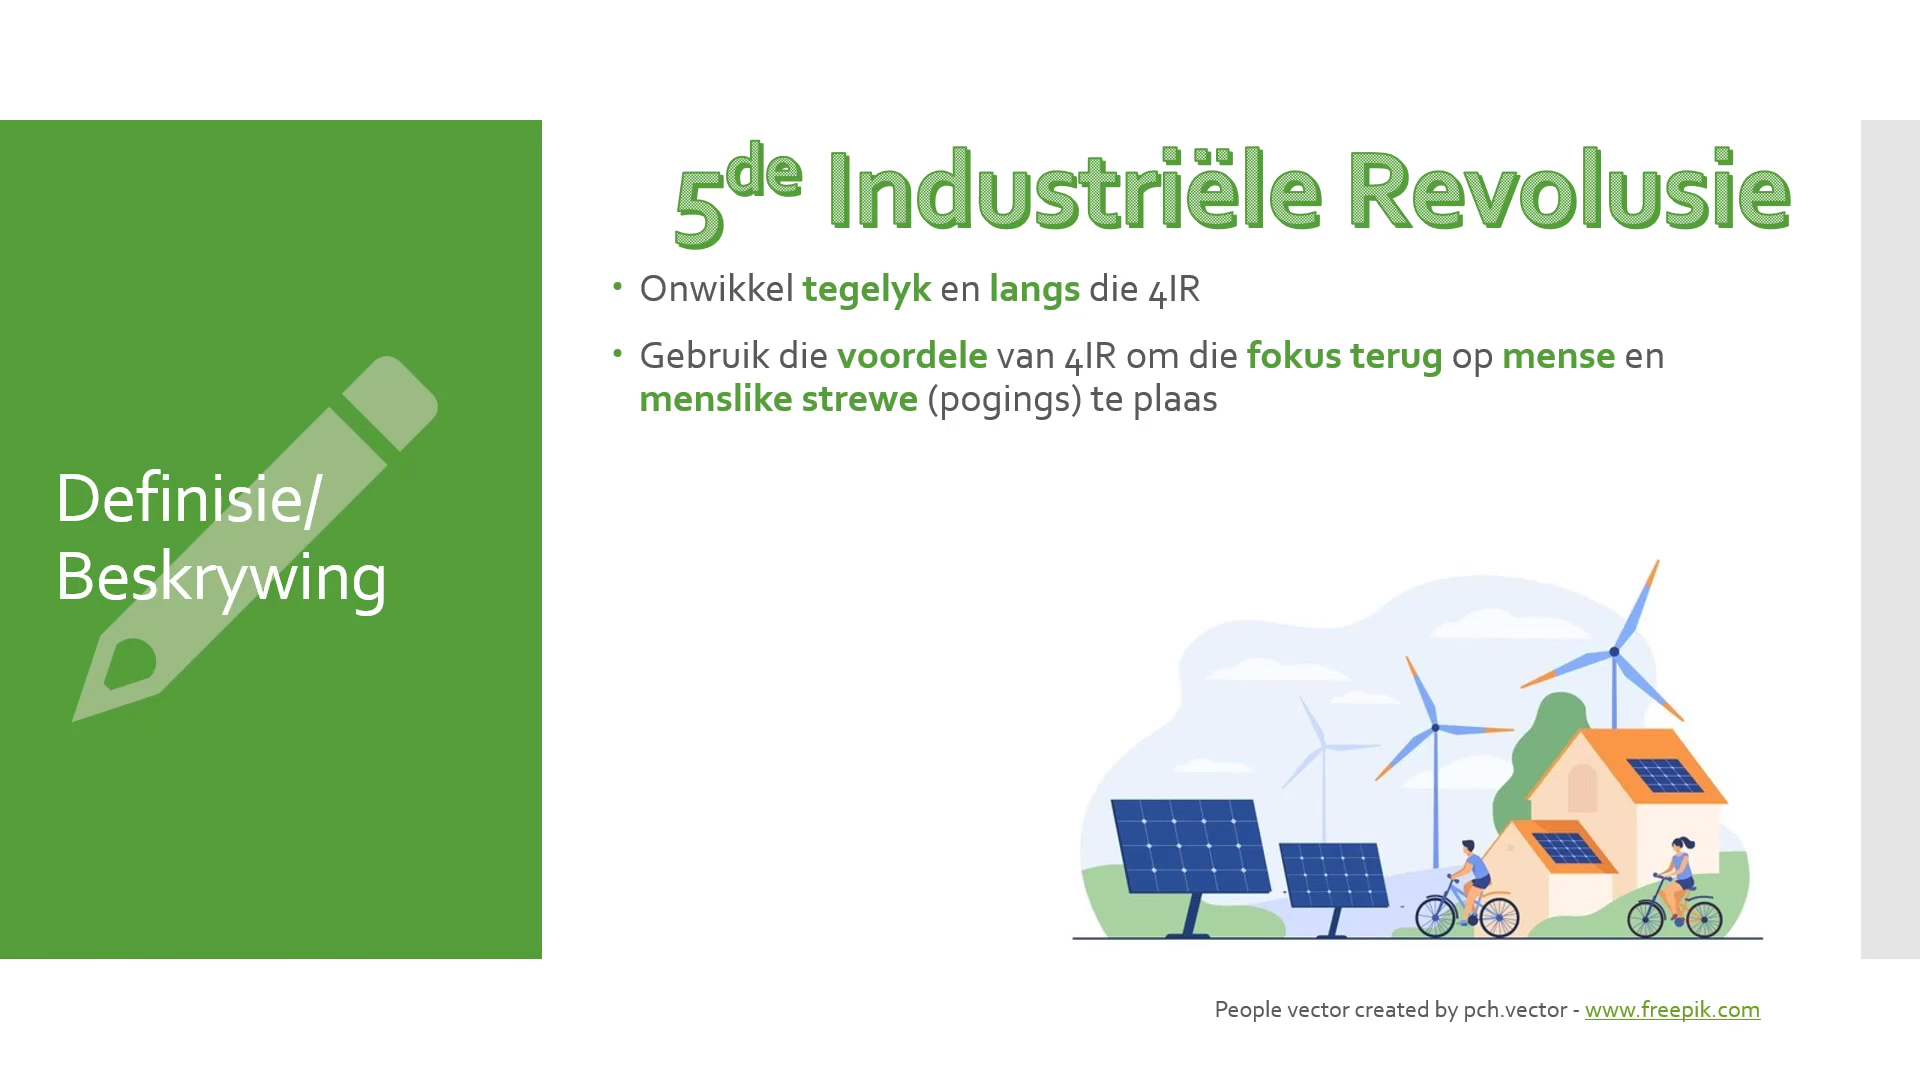 Definisie/
Beskrywing
5de Industriële Revolusie
• Onwikkel tegelyk en langs die 4IR
• Gebruik die voordele van 4IR om die fokus terug op mense en
menslike strewe (pogings) te plaas
People vector created by pch.vector - www.freepik.com